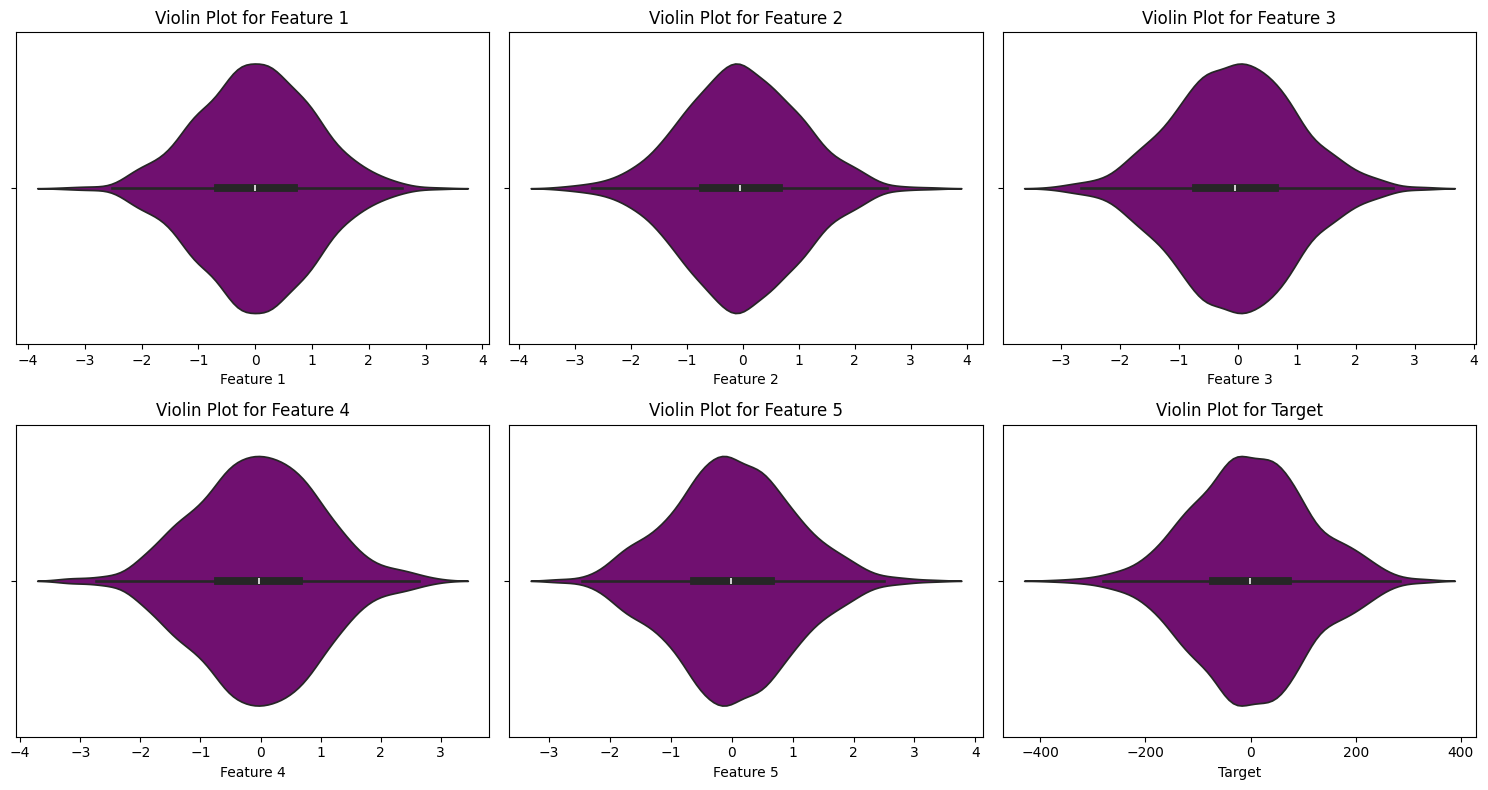 Violin Plot for Feature 1
−4 −3 −2 −1 0 1 2 3 4
Feature 1
Violin Plot for Feature 2
−4 −3 −2 −1 0 1 2 3 4
Feature 2
Violin Plot for Feature 3
−3 −2 −1 0 1 2 3 4
Feature 3
Violin Plot for Feature 4
−4 −3 −2 −1 0 1 2 3
Feature 4
Violin Plot for Feature 5
−3 −2 −1 0 1 2 3 4
Feature 5
Violin Plot for Target
−400 −200 0 200 400
Target